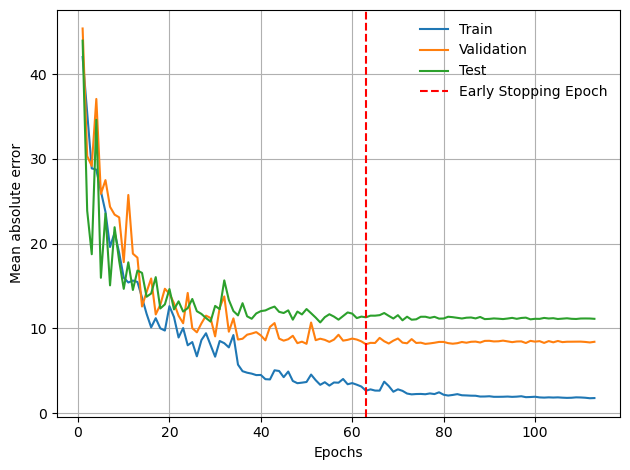 Train
Validation
Test
Early Stopping Epoch
Mean absolute error
40
30
20
10
0
0 20 40 60 80 100
Epochs